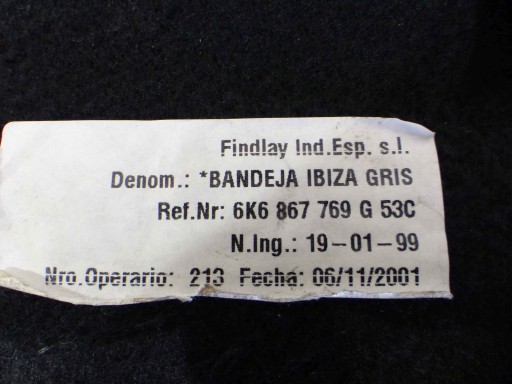 Findlay Ind.Esp. s.l.
Denom.: *BANDEJA IBIZA GRIS
Ref.Nr: 6K6 867 769 G 53C
N.Ing.: 19-01-99
Nro.Operario: 213 Fecha: 06/11/2001